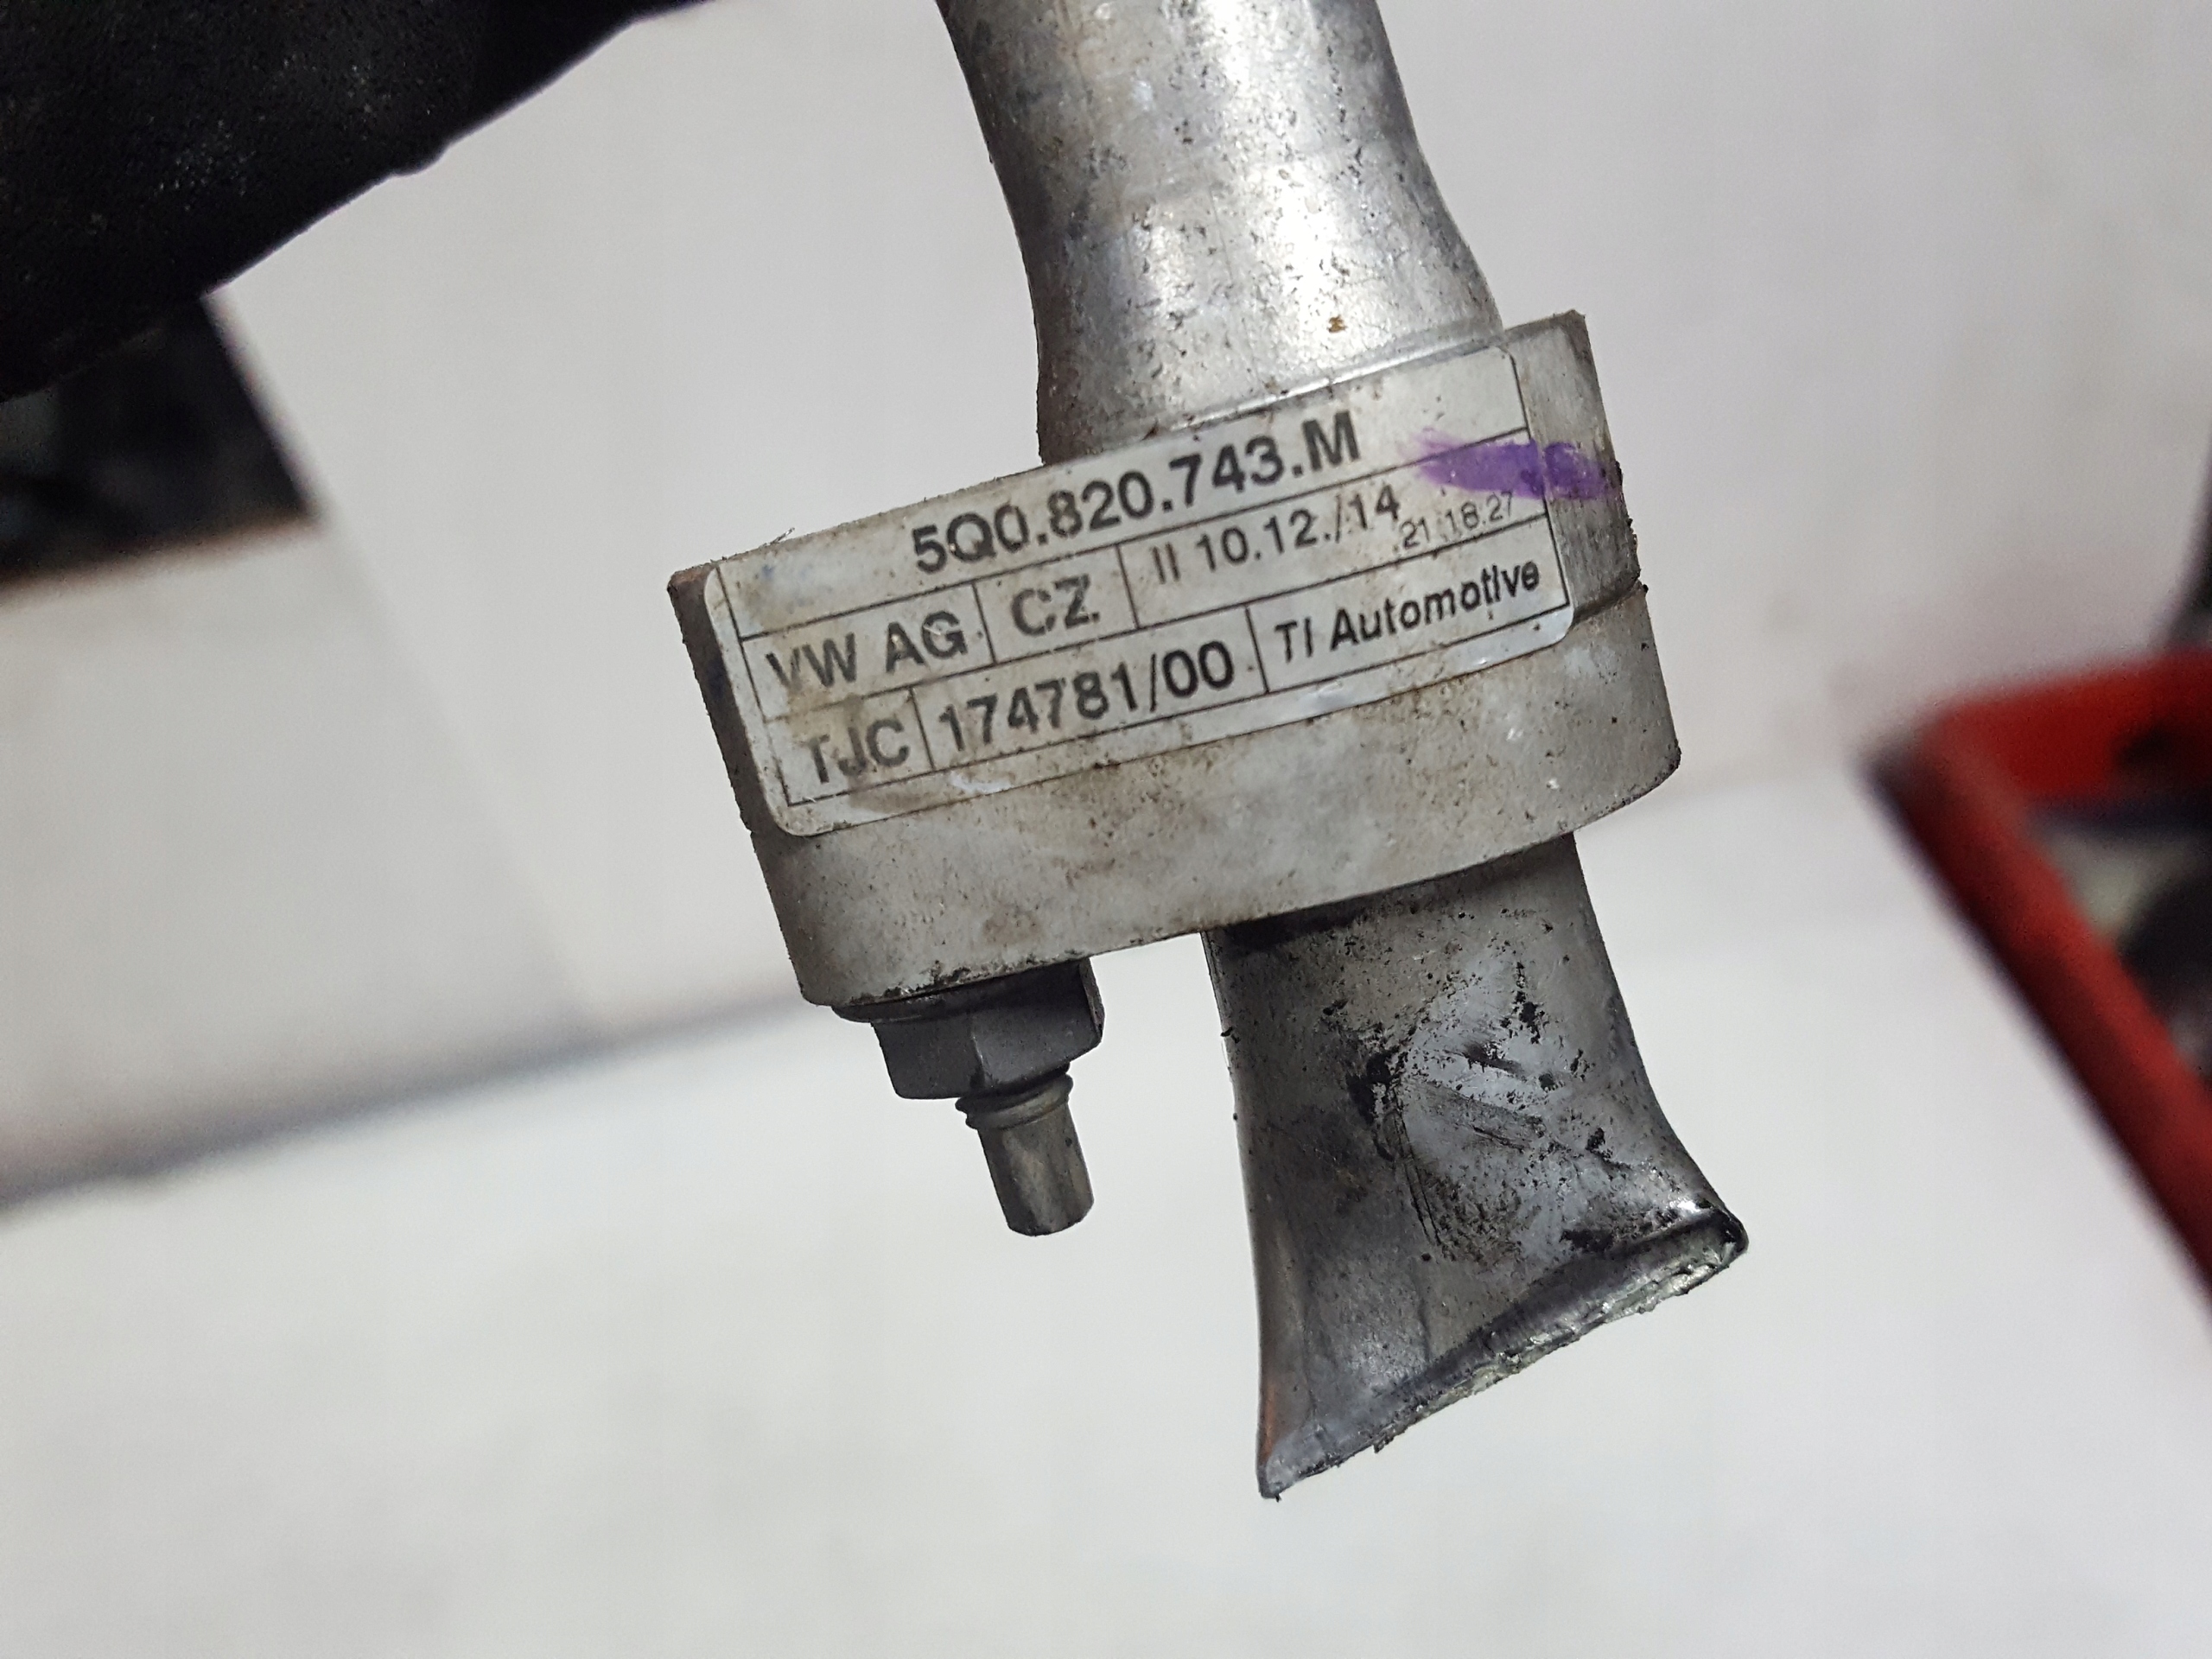 5Q0.820.743.M
VW AG CZ II 10.12./14 21:18.27
TJC 174781/00 TI Automotive